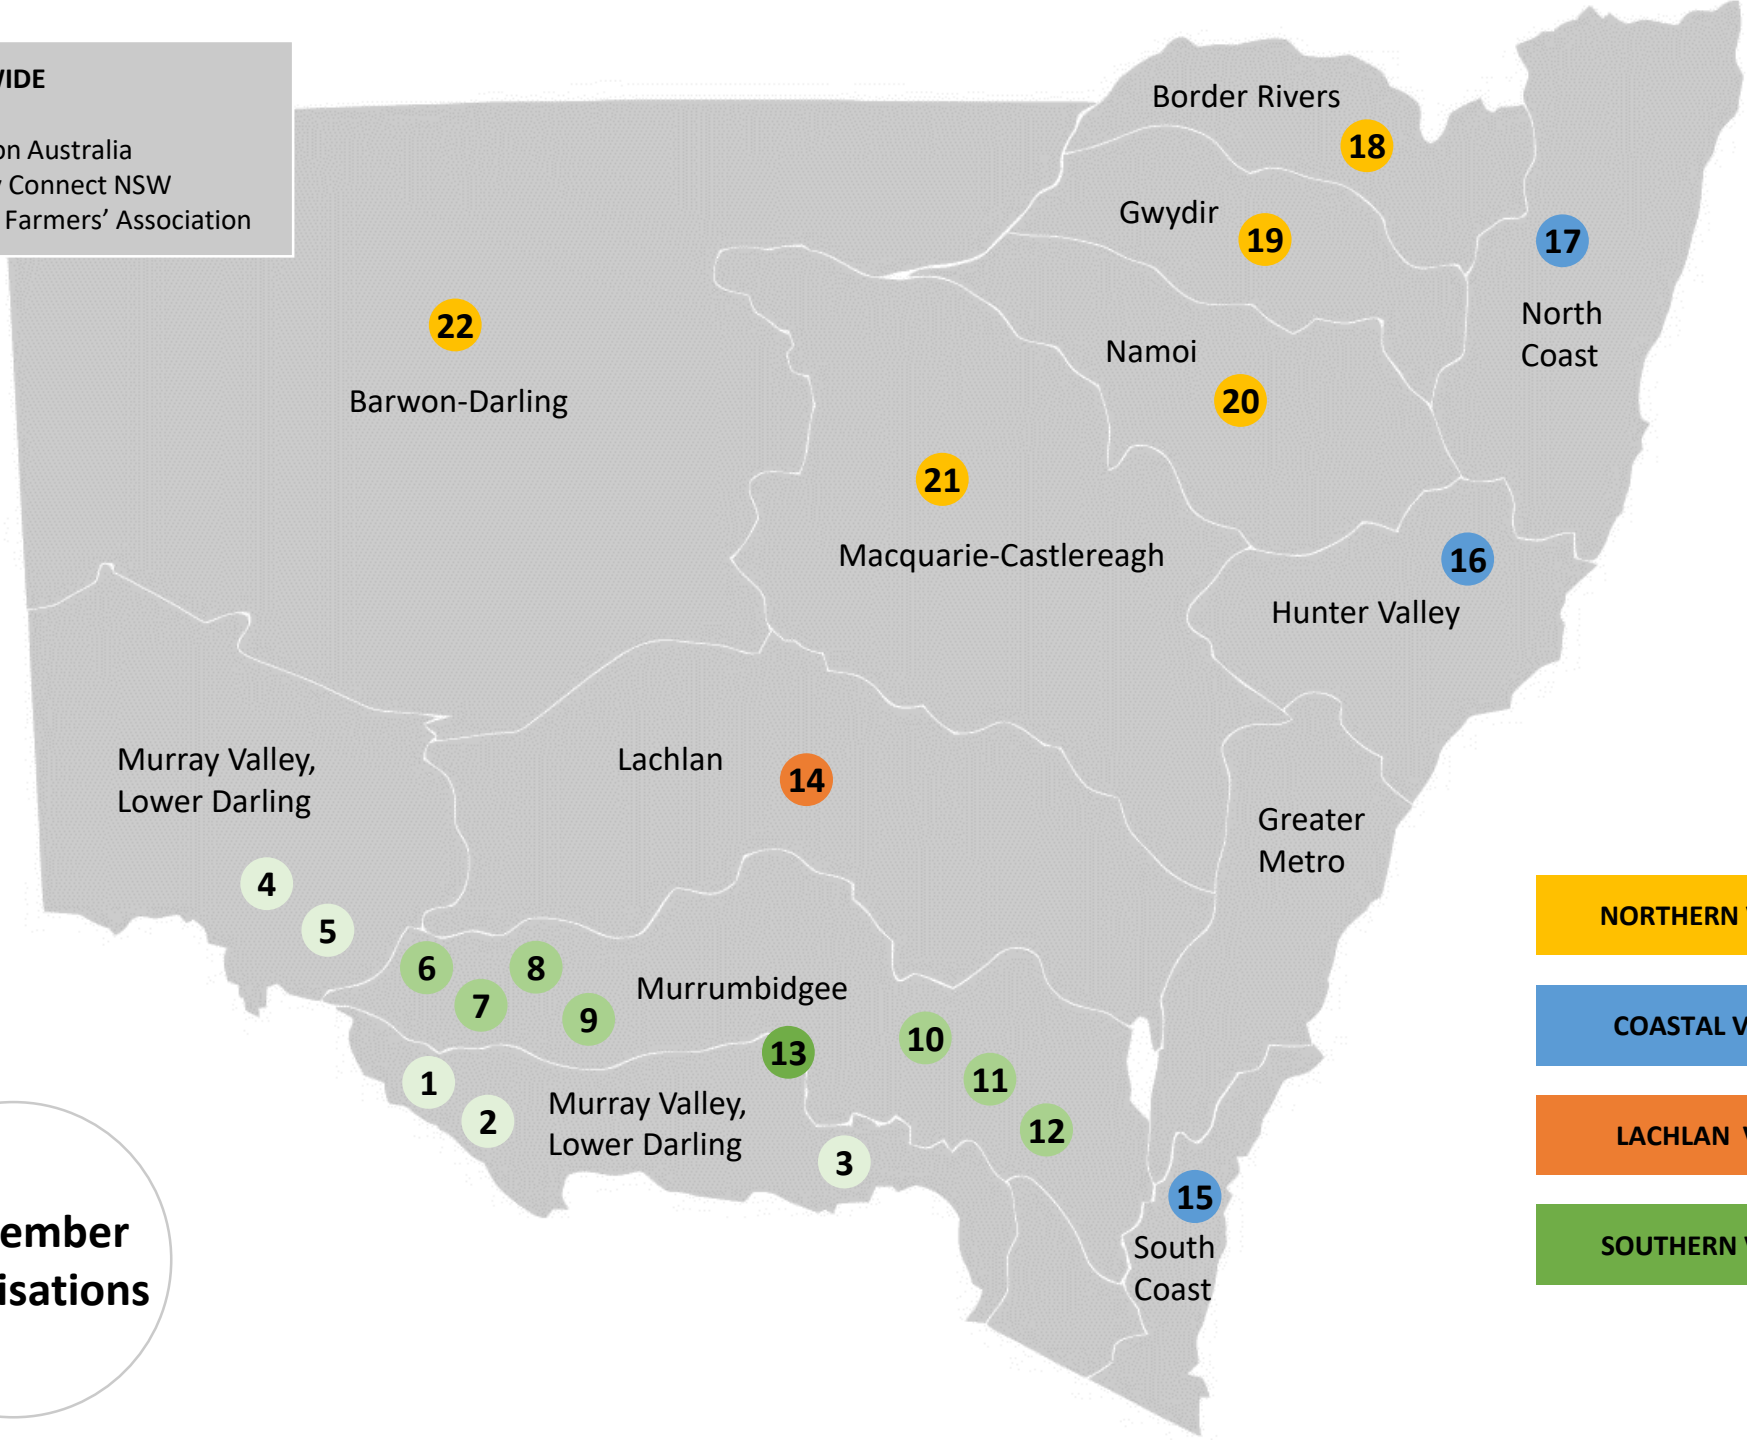 WIDE
on Australia
Connect NSW
Farmers’ Association
Border Rivers
18
Gwydir
19
17
North
Coast
22
Barwon-Darling
Namoi
20
21
Macquarie-Castlereagh
16
Hunter Valley
Murray Valley,
Lower Darling
Lachlan
14
Greater
Metro
4
5
6
8
7
9
Murrumbidgee
10
13
11
1
2
Murray Valley,
Lower Darling
12
3
15
South
Coast
NORTHERN
COASTAL V
LACHLAN V
SOUTHERN V
ember
isations